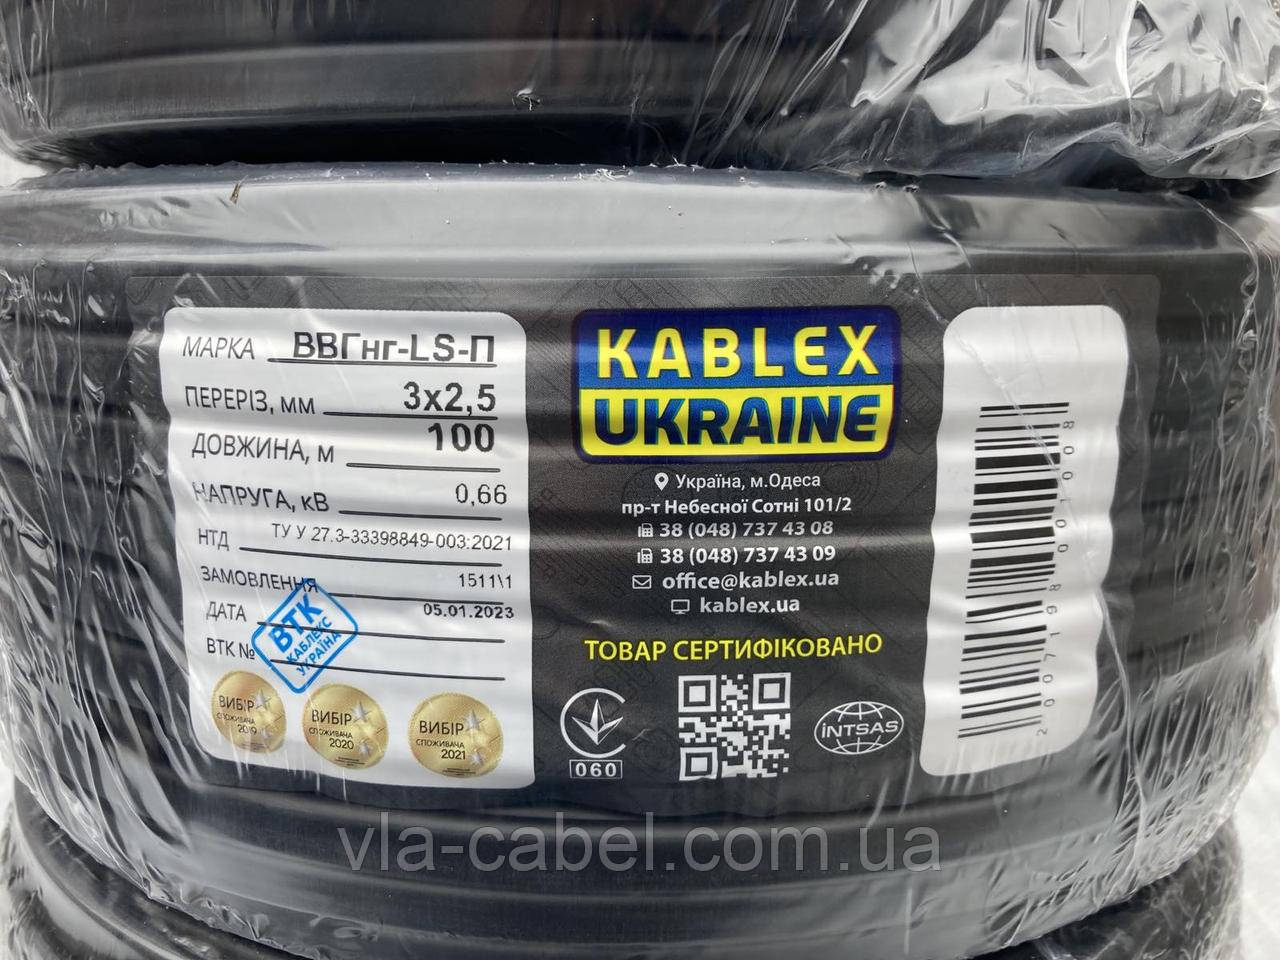 МАРКА ВВГнг-LS-П
ПЕРЕРІЗ, мм 3х2,5
ДОВЖИНА, м 100
НАПРУГА, кВ 0,66
НТД ТУ У 27.3-33398849-003:2021
ЗАМОВЛЕННЯ 1511\1
ДАТА 05.01.2023
ВТК №
ВТК
КАБЛЕКС
УКРАЇНА
ВИБІР
СПОЖИВАЧА
2019
ВИБІР
СПОЖИВАЧА
2020
ВИБІР
СПОЖИВАЧА
2021
KABLEX
UKRAINE
Україна, м.Одеса
пр-т Небесної Сотні 101/2
38 (048) 737 43 08
38 (048) 737 43 09
office@kablex.ua
kablex.ua
ТОВАР СЕРТИФІКОВАНО
060
INTSAS
2007198001008
vla-cabel.com.ua